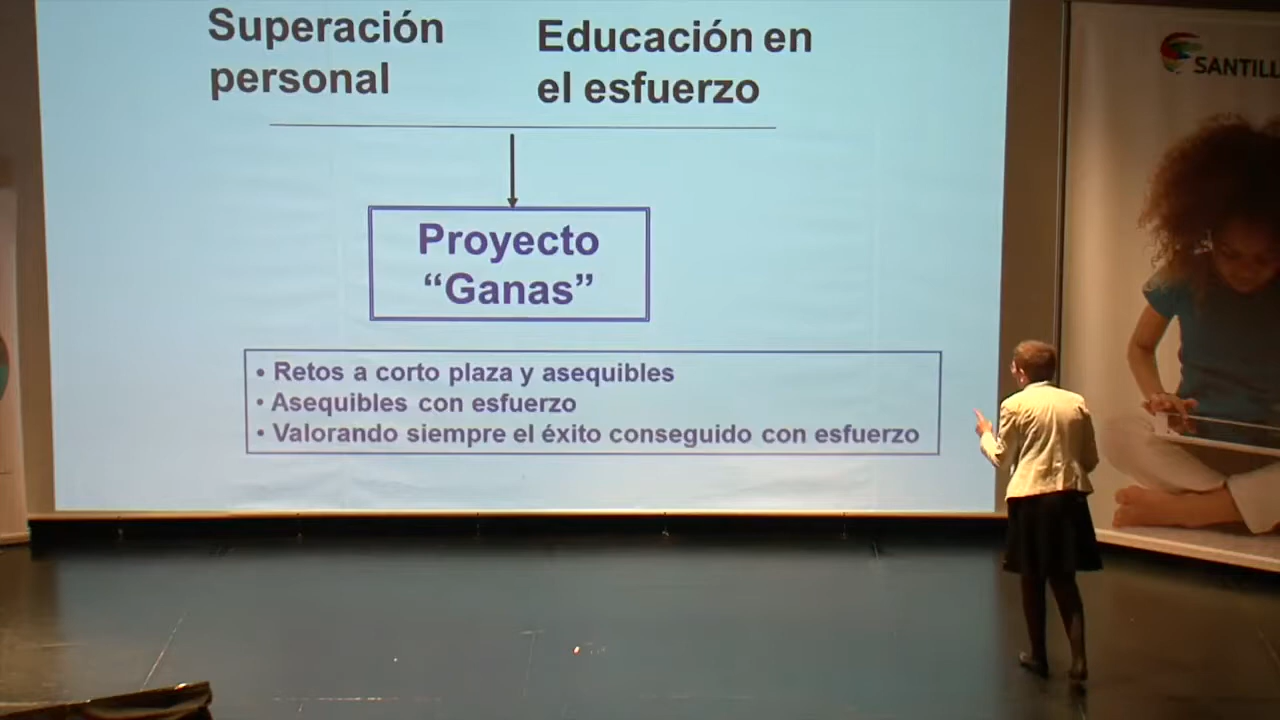 Superación
personal
Educación en
el esfuerzo
Proyecto
“Ganas”
• Retos a corto plaza y asequibles
• Asequibles con esfuerzo
• Valorando siempre el éxito conseguido con esfuerzo
SANTILL